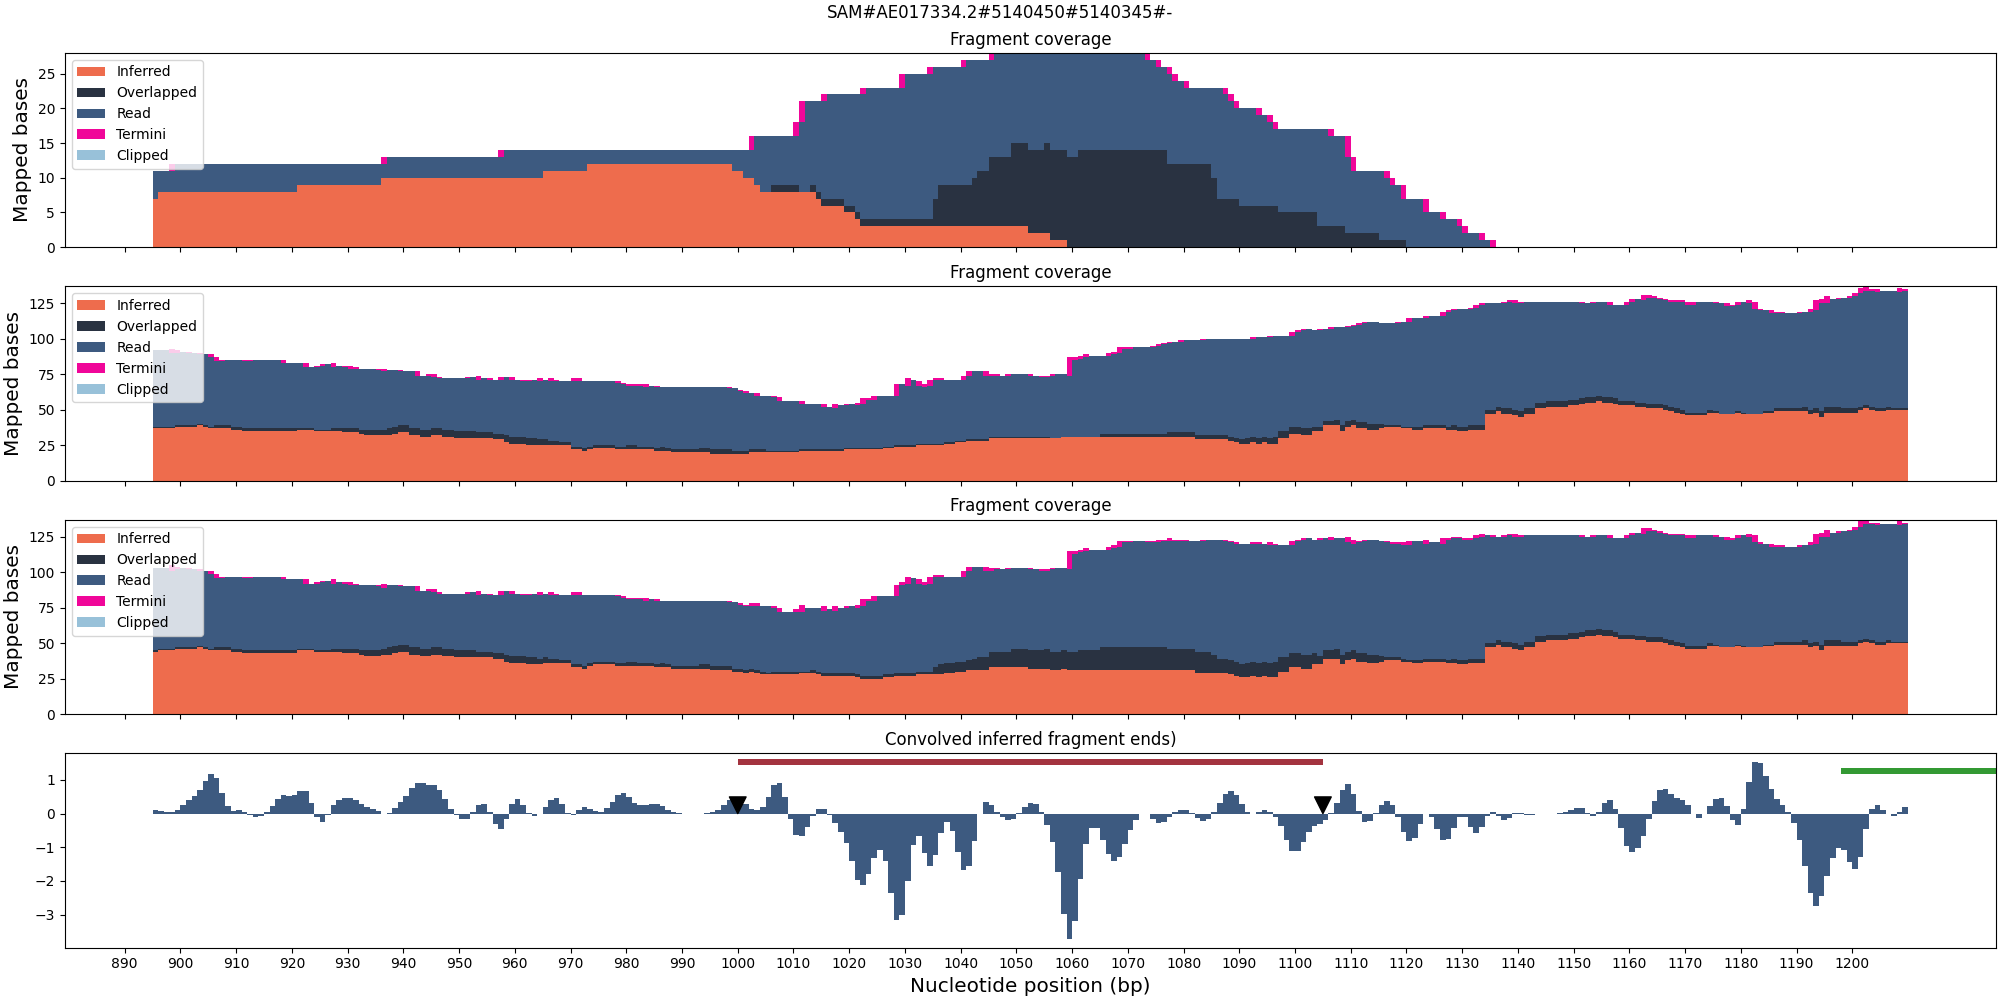 SAM#AE017334.2#5140450#5140345#-
Fragment coverage
Mapped bases
25
20
15
10
5
0
Inferred
Overlapped
Read
Termini
Clipped
Fragment coverage
Mapped bases
125
100
75
50
25
0
Inferred
Overlapped
Read
Termini
Clipped
Fragment coverage
Mapped bases
125
100
75
50
25
0
Inferred
Overlapped
Read
Termini
Clipped
Convolved inferred fragment ends)
1
0
−1
−2
−3
890 900 910 920 930 940 950 960 970 980 990 1000 1010 1020 1030 1040 1050 1060 1070 1080 1090 1100 1110 1120 1130 1140 1150 1160 1170 1180 1190 1200
Nucleotide position (bp)